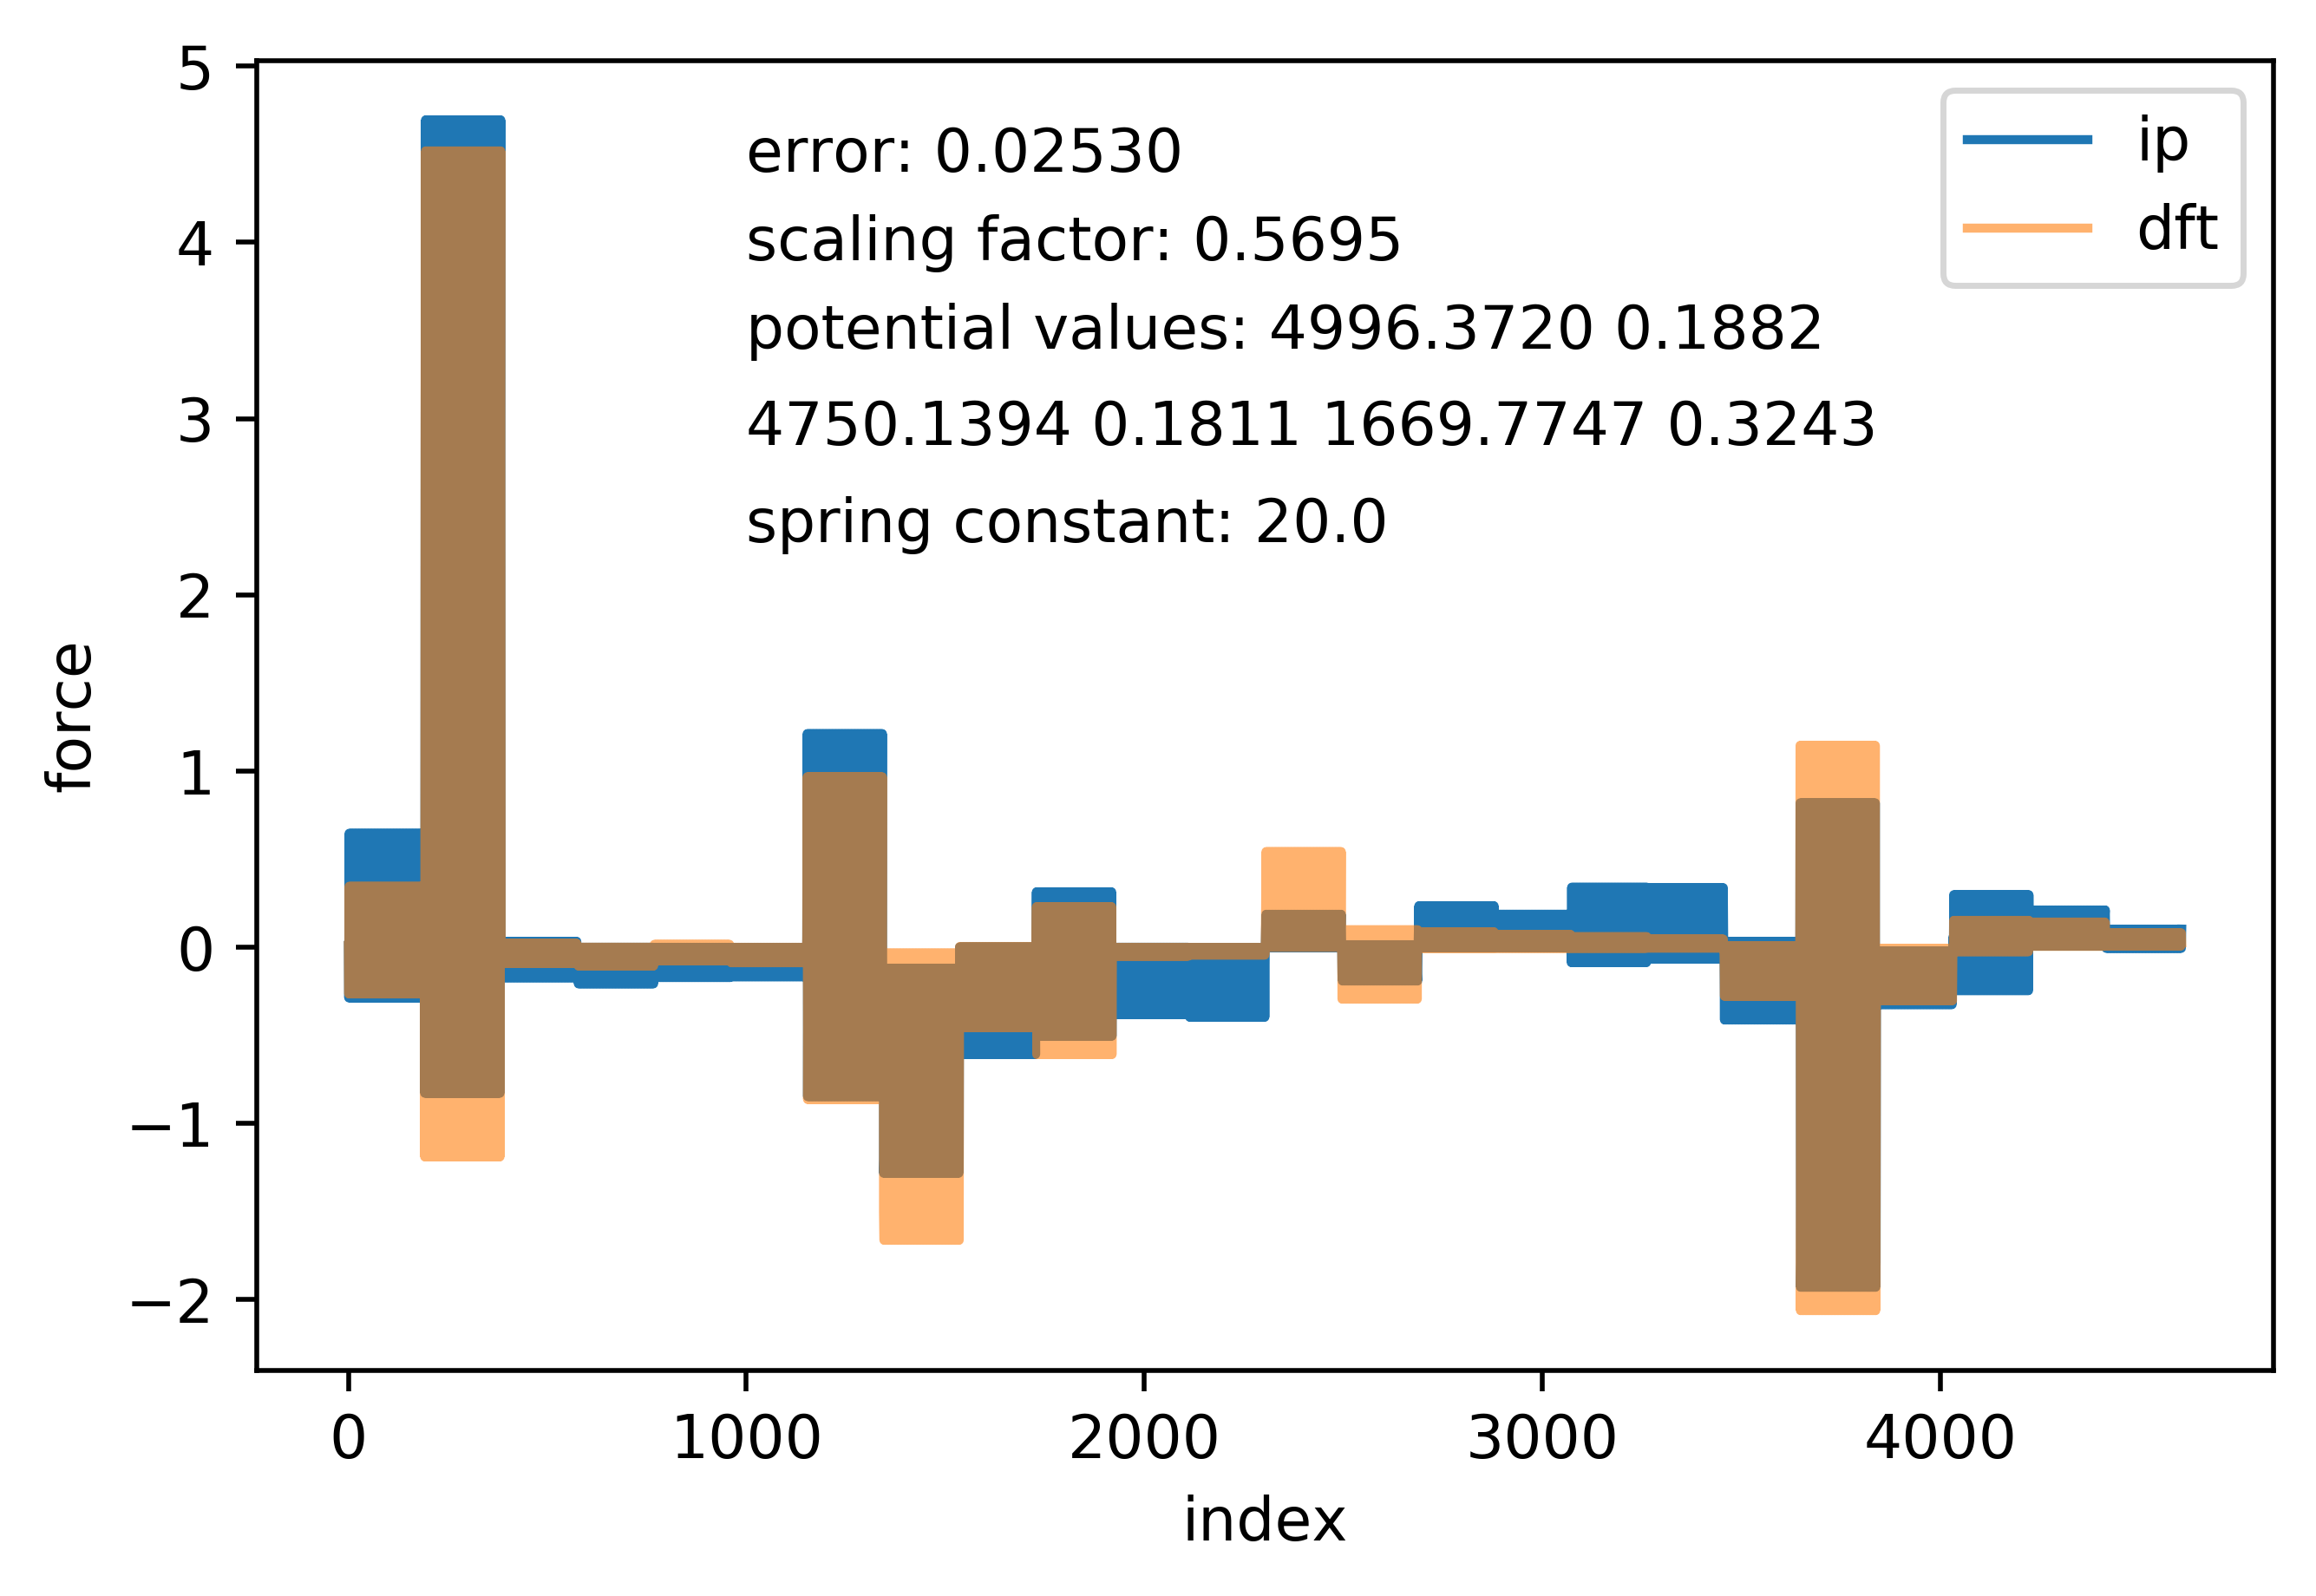 5
4
3
2
1
0
−1
−2
force
error: 0.02530
scaling factor: 0.5695
potential values: 4996.3720 0.1882
4750.1394 0.1811 1669.7747 0.3243
spring constant: 20.0
ip
dft
0 1000 2000 3000 4000
index